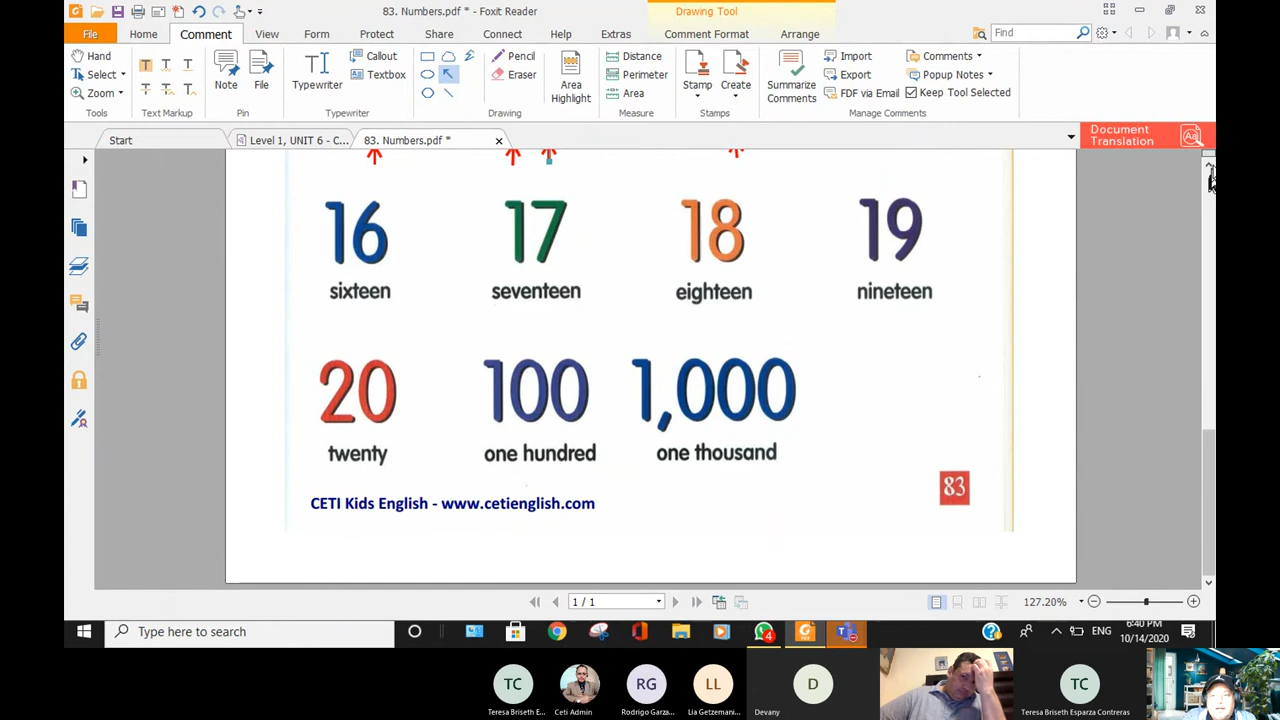 83. Numbers.pdf * - Foxit Reader
Drawing Tool
File Home Comment View Form Protect Share Connect Help Extras Comment Format Arrange Find
Hand Callout Pencil Distance Import Comments
Select Textbox Eraser Perimeter Export Popup Notes
Zoom Area FDF via Email Keep Tool Selected
Note File Typewriter Area Highlight Stamp Create Summarize Comments
Tools Text Markup Pin Typewriter Drawing Measure Stamps Manage Comments
Start Level 1, UNIT 6 - C... 83. Numbers.pdf *
Document Translation
16 17 18 19
sixteen seventeen eighteen nineteen
20 100 1,000
twenty one hundred one thousand
CETI Kids English - www.cetienglish.com
83
1 / 1
127.20%
Type here to search
4
ENG
6:40 PM
10/14/2020
TC RG LL D TC
Teresa Briseth E... Ceti Admin Rodrigo Garza... Lia Getzemani... Devany Teresa Briseth Esparza Contreras